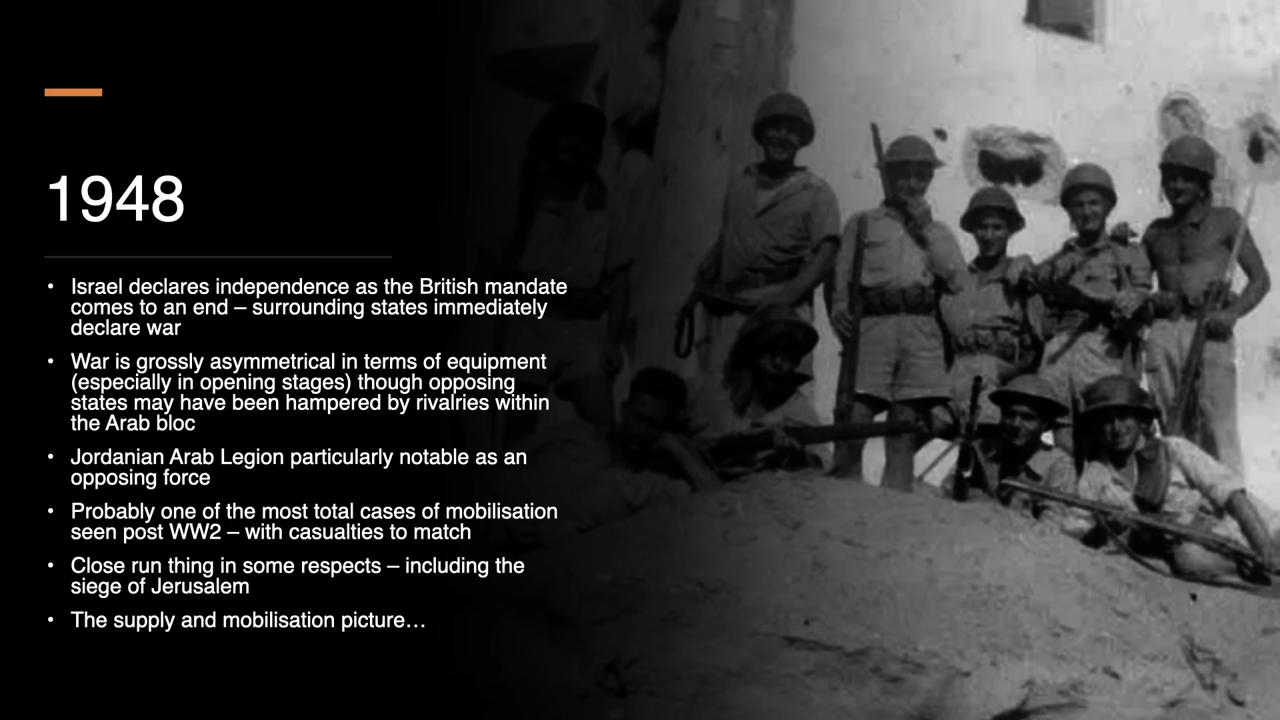 1948
• Israel declares independence as the British mandate
comes to an end – surrounding states immediately
declare war
• War is grossly asymmetrical in terms of equipment
(especially in opening stages) though opposing
states may have been hampered by rivalries within
the Arab bloc
• Jordanian Arab Legion particularly notable as an
opposing force
• Probably one of the most total cases of mobilisation
seen post WW2 – with casualties to match
• Close run thing in some respects – including the
siege of Jerusalem
• The supply and mobilisation picture…